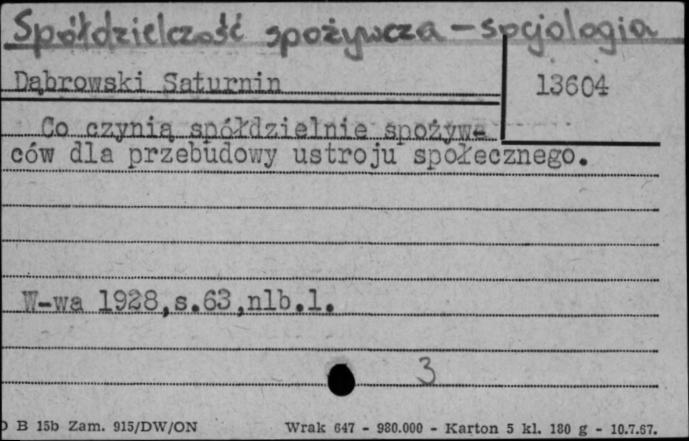 Spółdzielczość spożywcza - socjologia
Dąbrowski Saturnin
13604
Co czynią spółdzielnie spożyw-
ców dla przebudowy ustroju społecznego.
W-wa 1928,s.63,nlb.1.
3
D B 15b Zam. 915/DW/ON Wrak 647 - 980.000 - Karton 5 kl. 180 g - 10.7.67.